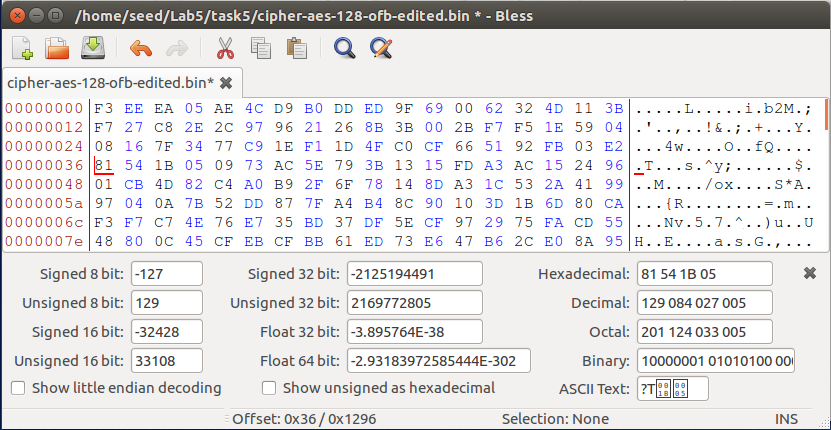 /home/seed/Lab5/task5/cipher-aes-128-ofb-edited.bin * - Bless
cipher-aes-128-ofb-edited.bin*
00000000 F3 EE EA 05 AE 4C D9 B0 DD ED 9F 69 00 62 32 4D 11 3B .....L.....i.b2M.;
00000012 F7 27 C8 2E 2C 97 96 21 26 8B 3B 00 2B F7 F5 1E 59 04 .'..,..!&.;.+...Y.
00000024 08 16 7F 34 77 C9 1E F1 1D 4F C0 CF 66 51 92 FB 03 E2 ...4w....O..fQ....
00000036 81 54 1B 05 09 73 AC 5E 79 3B 13 15 FD A3 AC 15 24 96 .T...s.^y;......$.
00000048 01 CB 4D 82 C4 A0 B9 2F 6F 78 14 8D A3 1C 53 2A 41 99 ..M..../ox....S*A.
0000005a 97 04 0A 7B 52 DD 87 7F A4 B4 8C 90 10 3D 1B 6D 80 CA ...{R........=.m..
0000006c F3 F7 C7 4E 76 E7 35 BD 37 DF 5E CF 97 29 75 FA CD 55 ...Nv.5.7.^..)u..U
0000007e 48 80 0C 45 CF EB CF BB 61 ED 73 E6 47 B6 2C E0 8A 95 H..E....a.s.G.,...
Signed 8 bit: -127 Signed 32 bit: -2125194491 Hexadecimal: 81 54 1B 05
Unsigned 8 bit: 129 Unsigned 32 bit: 2169772805 Decimal: 129 084 027 005
Signed 16 bit: -32428 Float 32 bit: -3.895764E-38 Octal: 201 124 033 005
Unsigned 16 bit: 33108 Float 64 bit: -2.93183972585444E-302 Binary: 10000001 01010100 000
Show little endian decoding Show unsigned as hexadecimal ASCII Text: ?T
Offset: 0x36 / 0x1296 Selection: None INS